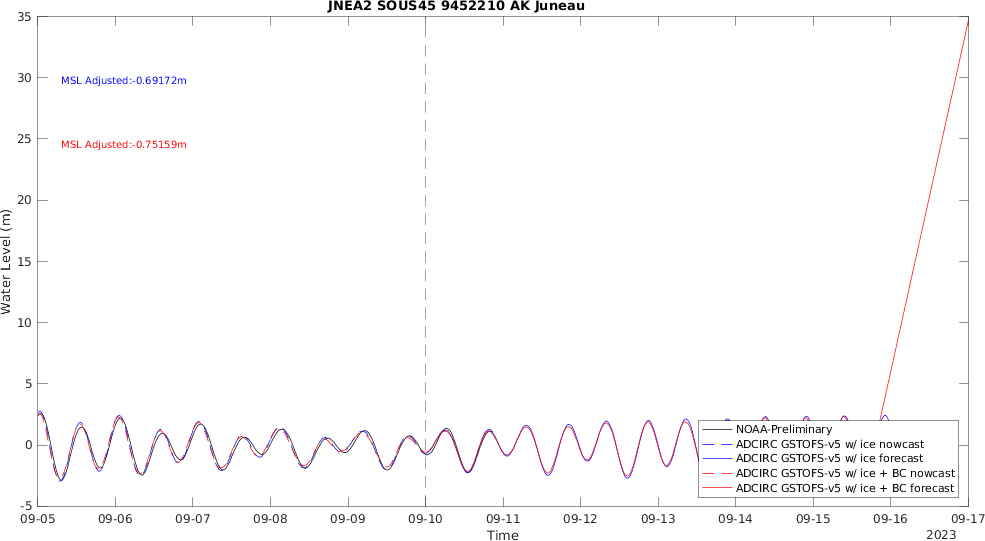 JNEA2 SOUS45 9452210 AK Juneau
35
30
25
20
15
10
5
0
-5
Water Level (m)
MSL Adjusted:-0.69172m
MSL Adjusted:-0.75159m
NOAA-Preliminary
ADCIRC GSTOFS-v5 w/ ice nowcast
ADCIRC GSTOFS-v5 w/ ice forecast
ADCIRC GSTOFS-v5 w/ ice + BC nowcast
ADCIRC GSTOFS-v5 w/ ice + BC forecast
09-05 09-06 09-07 09-08 09-09 09-10 09-11 09-12 09-13 09-14 09-15 09-16 09-17
Time
2023